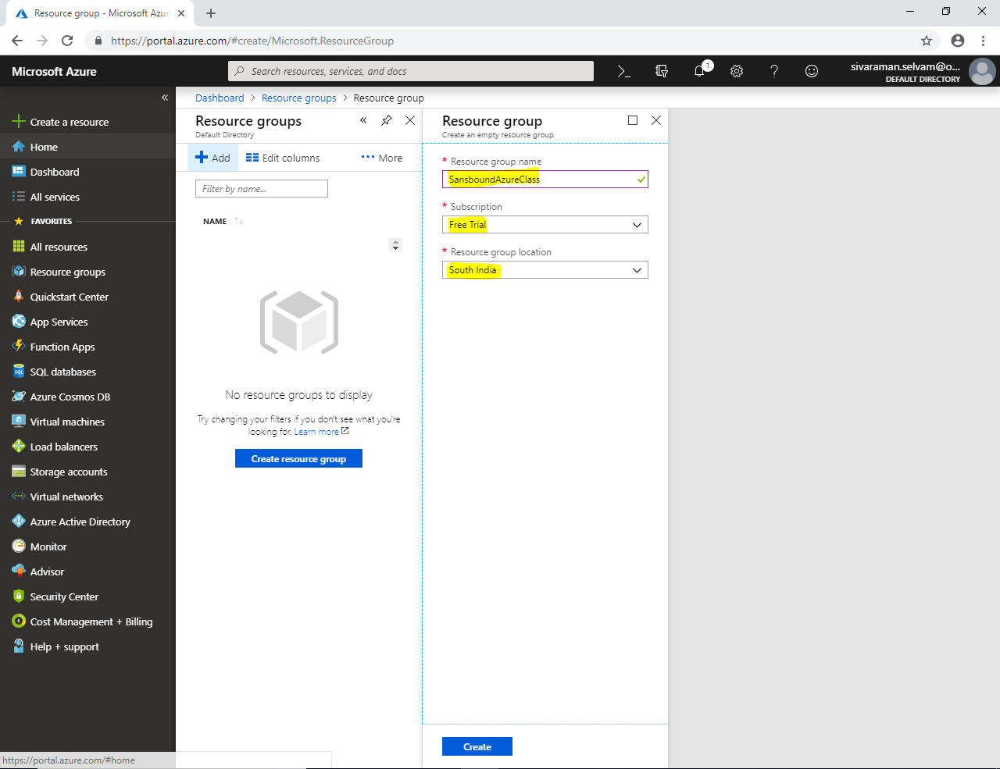 Resource group - Microsoft Azur
https://portal.azure.com/#create/Microsoft.ResourceGroup
Microsoft Azure
Search resources, services, and docs
1
sivaraman.selvam@o...
DEFAULT DIRECTORY
Create a resource
Home
Dashboard
All services
FAVORITES
All resources
Resource groups
Quickstart Center
App Services
Function Apps
SQL
SQL databases
Azure Cosmos DB
Virtual machines
Load balancers
Storage accounts
Virtual networks
Azure Active Directory
Monitor
Advisor
Security Center
Cost Management + Billing
Help + support
https://portal.azure.com/#home
Dashboard > Resource groups > Resource group
Resource groups
Default Directory
Add
Edit columns
More
Filter by name...
NAME
No resource groups to display
Try changing your filters if you don't see what you're
looking for. Learn more
Create resource group
Resource group
Create an empty resource group
* Resource group name
SansboundAzureClass
* Subscription
Free Trial
* Resource group location
South India
Create